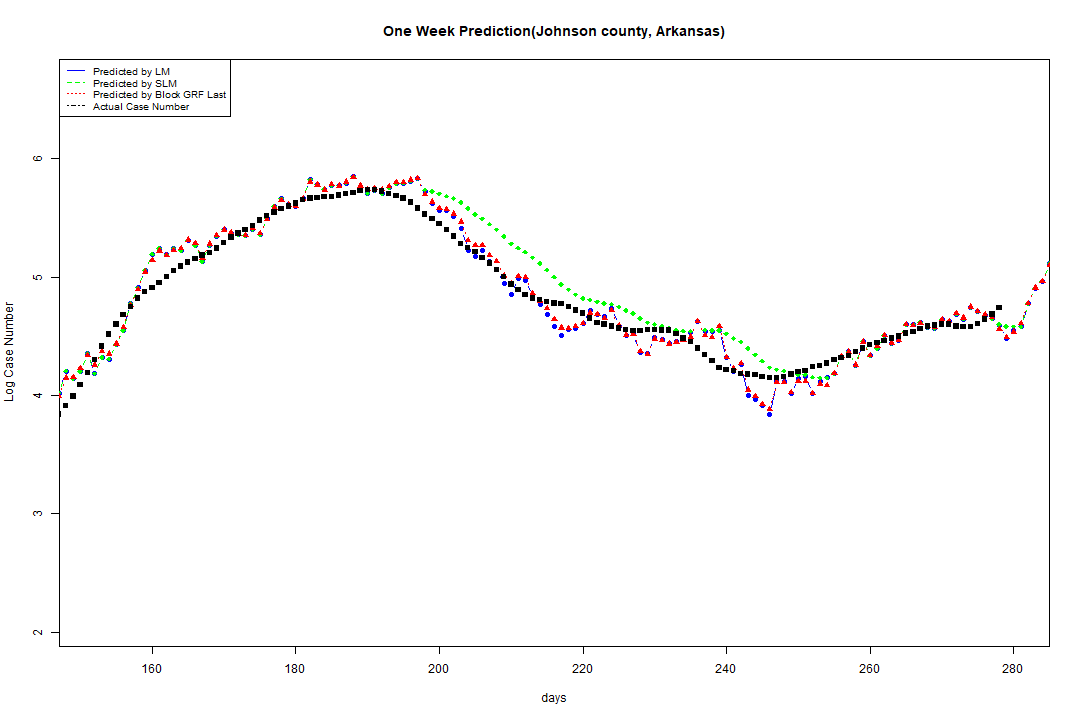 One Week Prediction(Johnson county, Arkansas)
Predicted by LM
Predicted by SLM
Predicted by Block GRF Last
Actual Case Number
6
5
4
3
2
Log Case Number
160 180 200 220 240 260 280
days